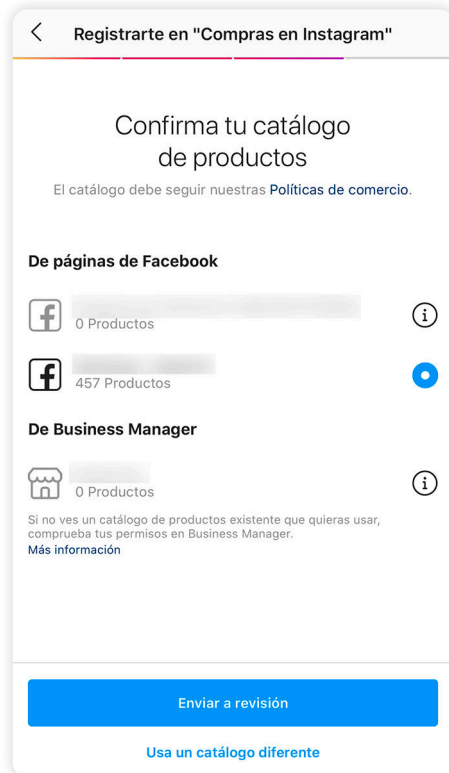 Registrarte en "Compras en Instagram"
Confirma tu catálogo
de productos
El catálogo debe seguir nuestras Políticas de comercio.
De páginas de Facebook
0 Productos
457 Productos
De Business Manager
0 Productos
Si no ves un catálogo de productos existente que quieras usar,
comprueba tus permisos en Business Manager.
Más información
Enviar a revisión
Usa un catálogo diferente